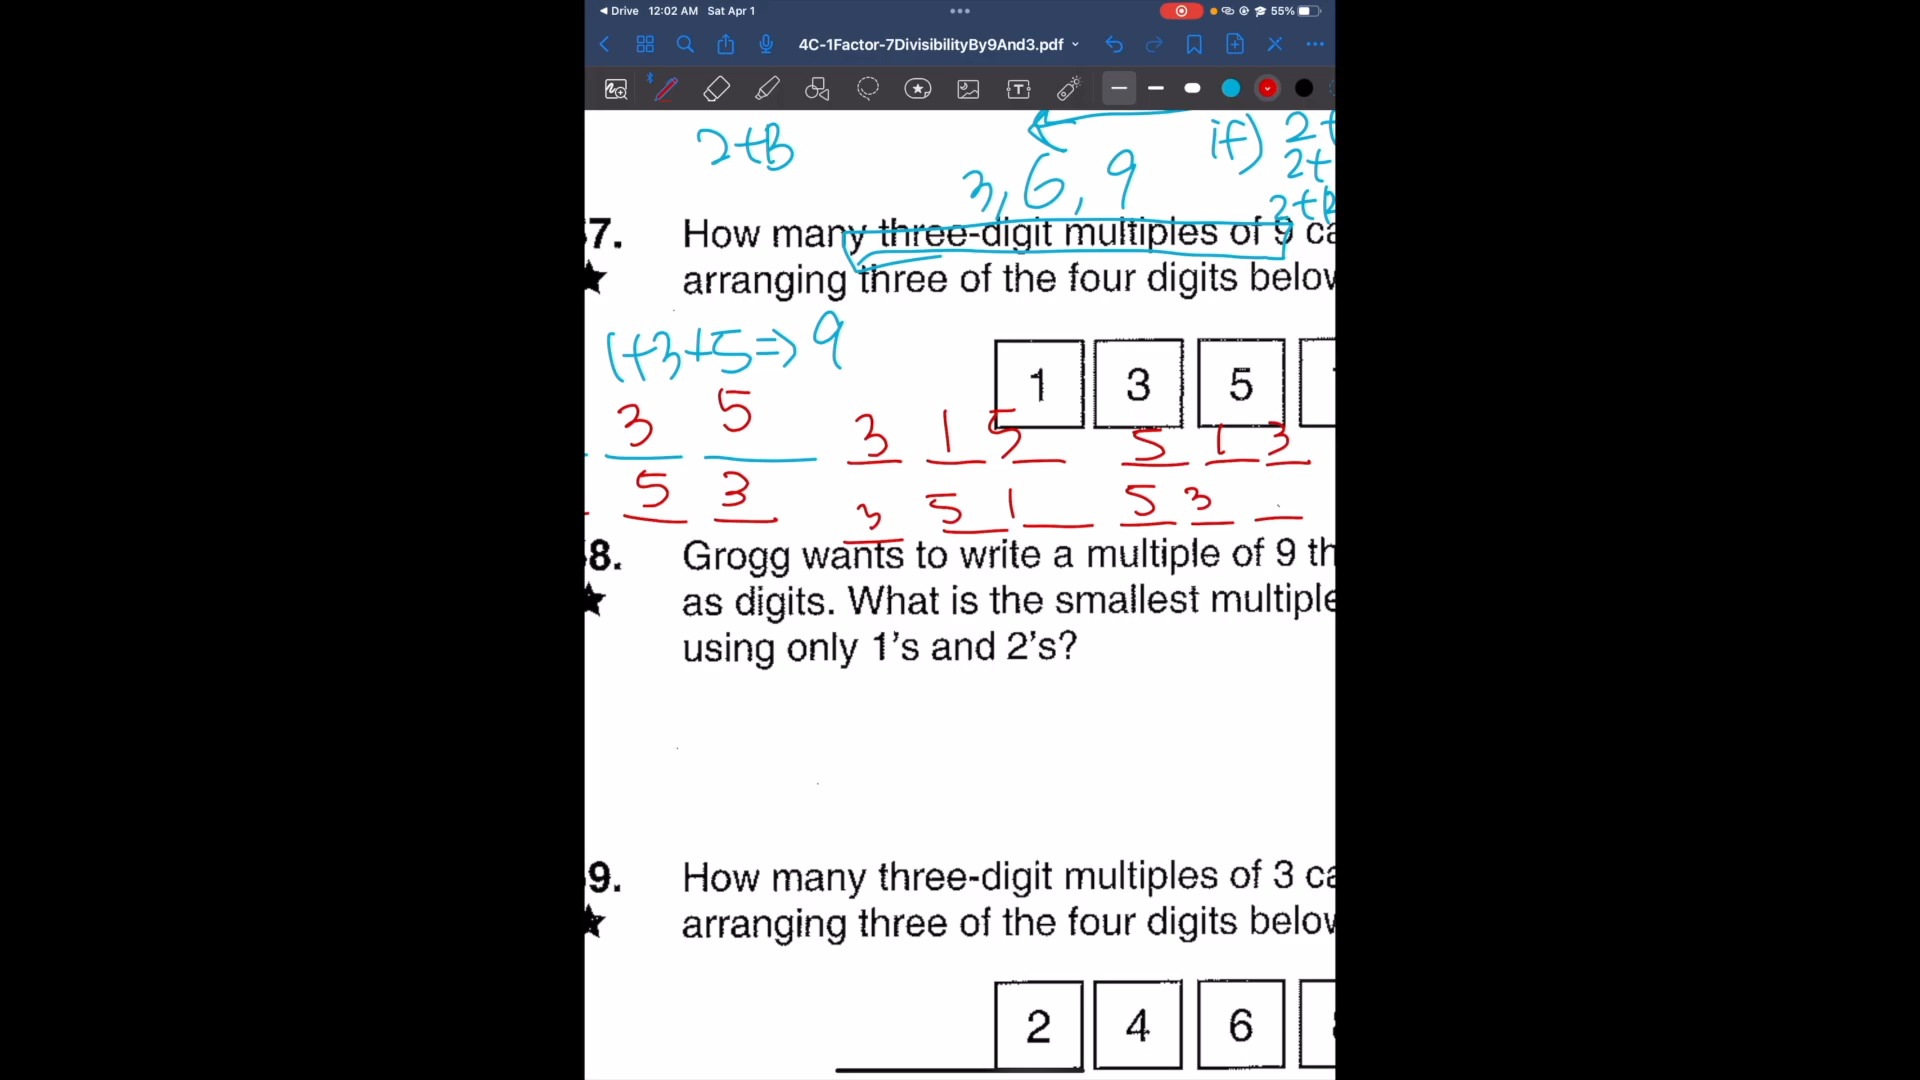 Drive 12:02 AM Sat Apr 1 ••• 55%
4C-1Factor-7DivisibilityBy9And3.pdf
2+B
if) 2+
2+
3, 6, 9
2+B
7. How many three-digit multiples of 9 ca
arranging three of the four digits below
1+3+5=>9
1 3 5
3 5 3 1 5 5 1 3
5 3 3 5 1 5 3
8. Grogg wants to write a multiple of 9 th
as digits. What is the smallest multiple
using only 1's and 2's?
9. How many three-digit multiples of 3 ca
arranging three of the four digits below
2 4 6